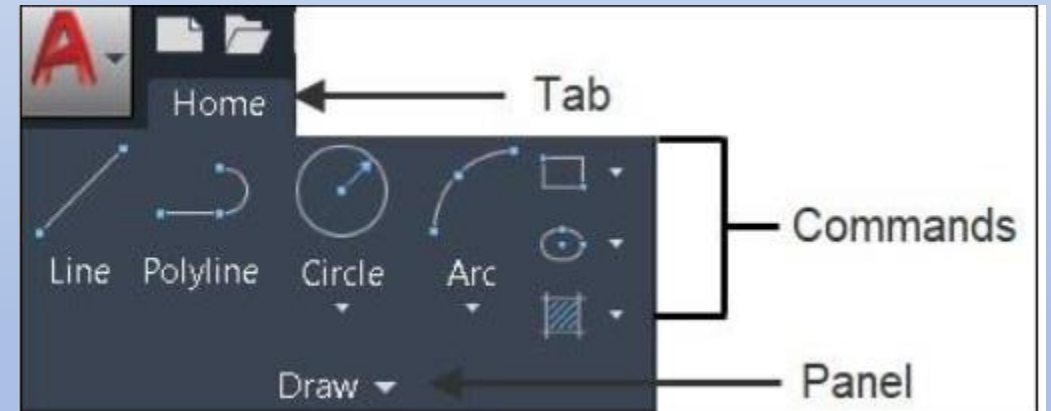 Tab
Home
Commands
Line Polyline Circle Arc
Draw
Panel